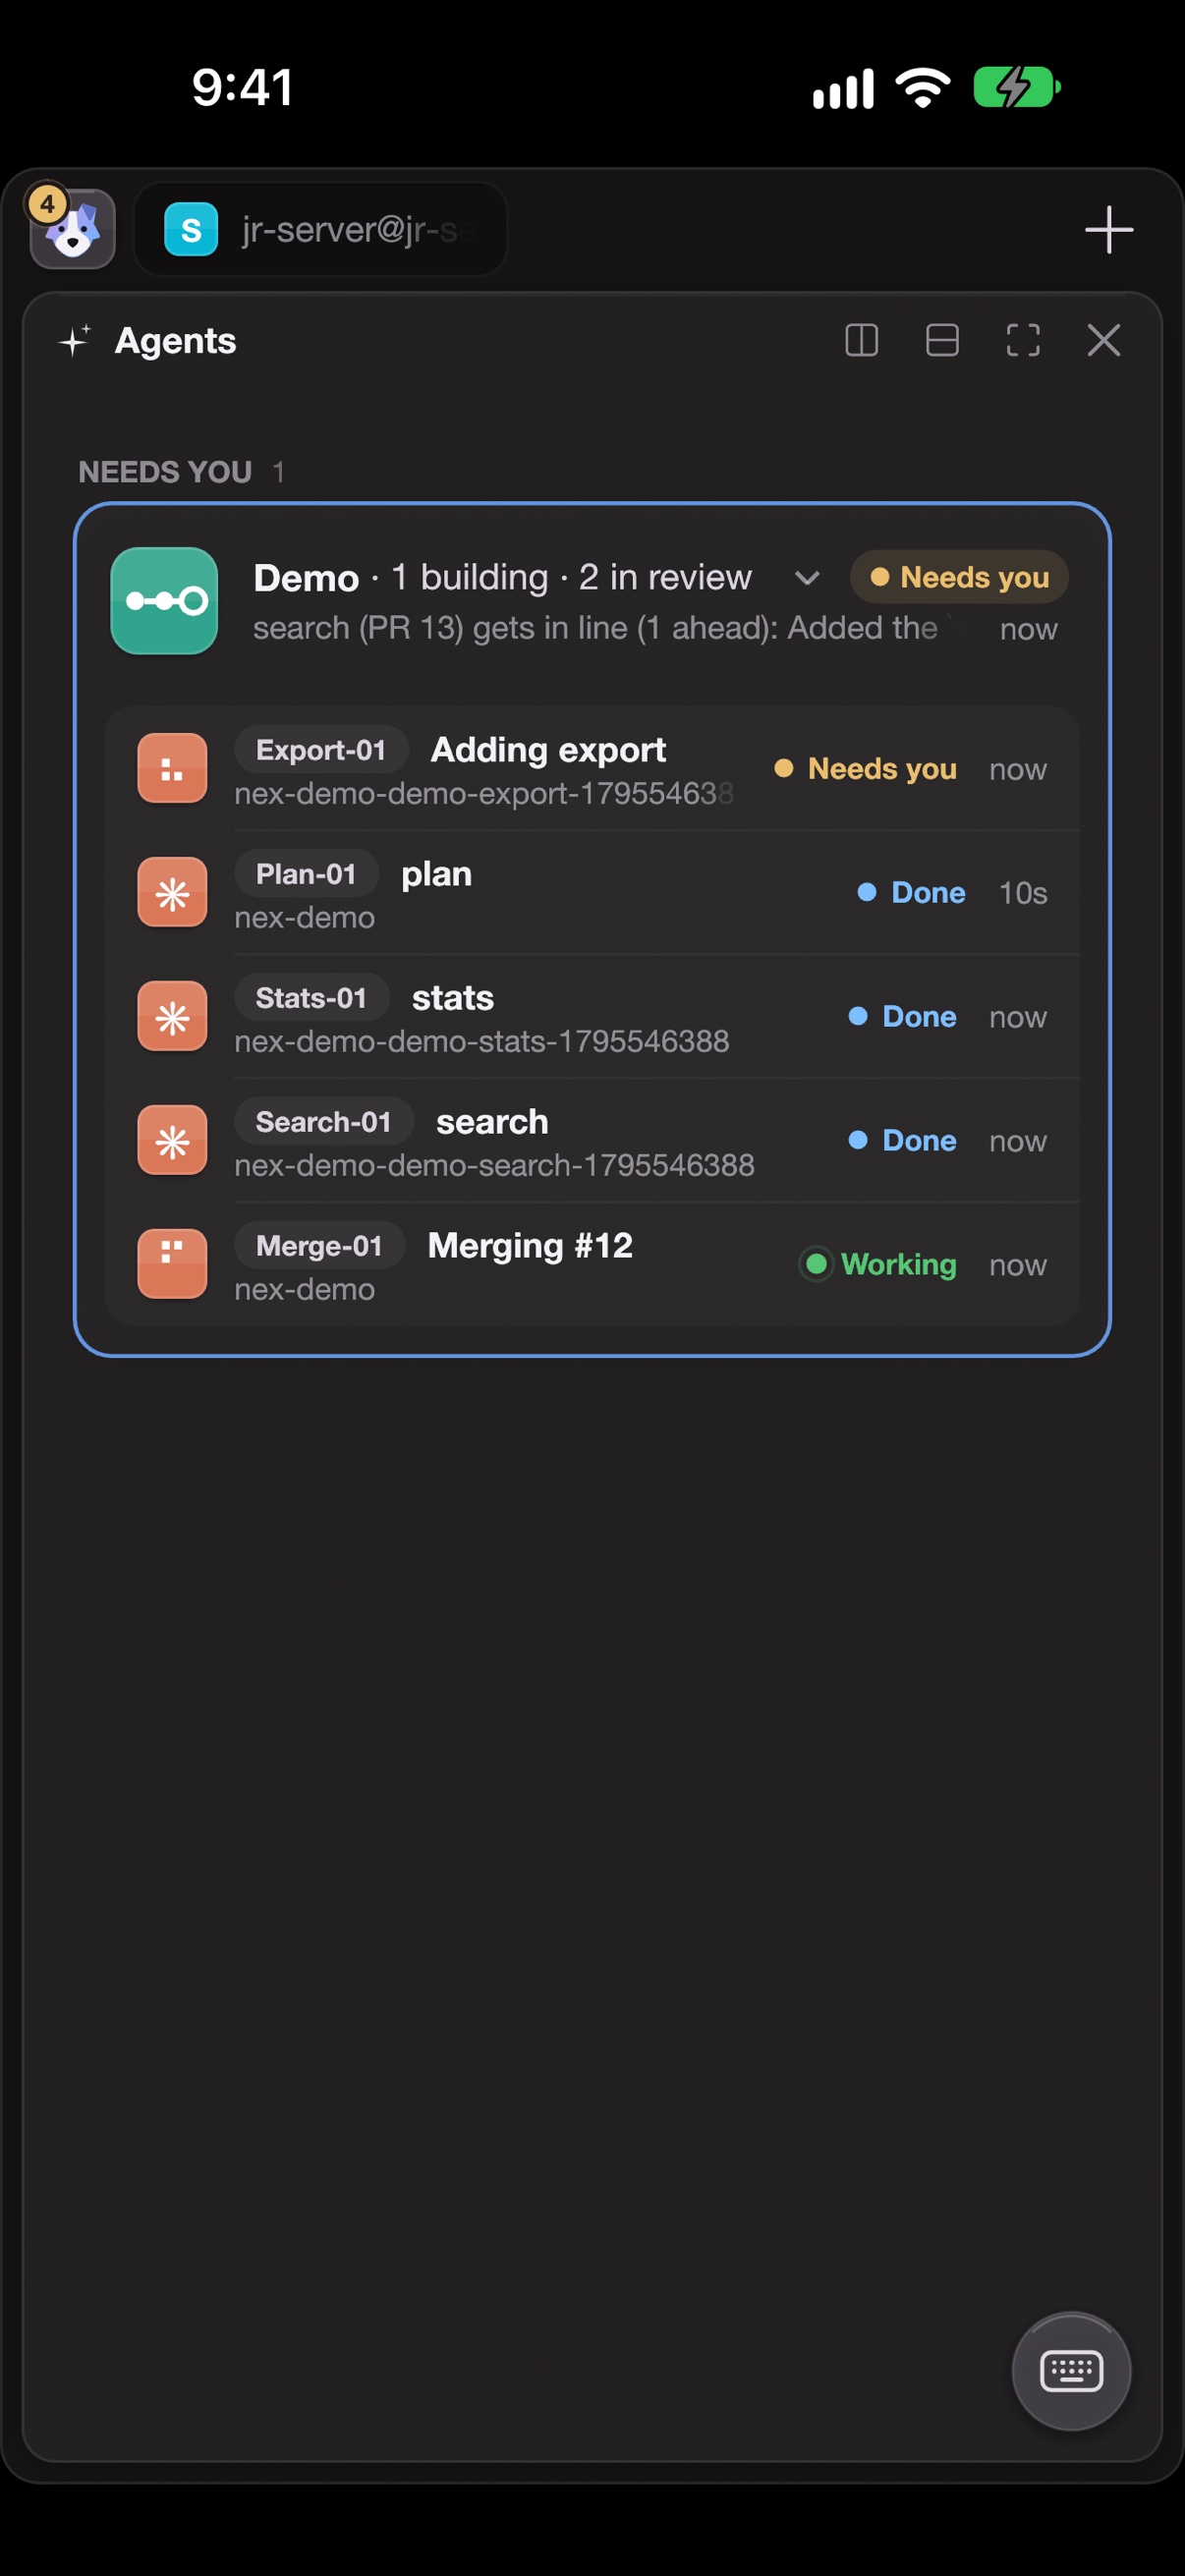 9:41
4
S jr-server@jr-s
Agents
NEEDS YOU 1
Demo · 1 building · 2 in review Needs you
search (PR 13) gets in line (1 ahead): Added the now
Export-01 Adding export Needs you now
nex-demo-demo-export-179554638
Plan-01 plan Done 10s
nex-demo
Stats-01 stats Done now
nex-demo-demo-stats-1795546388
Search-01 search Done now
nex-demo-demo-search-1795546388
Merge-01 Merging #12 Working now
nex-demo